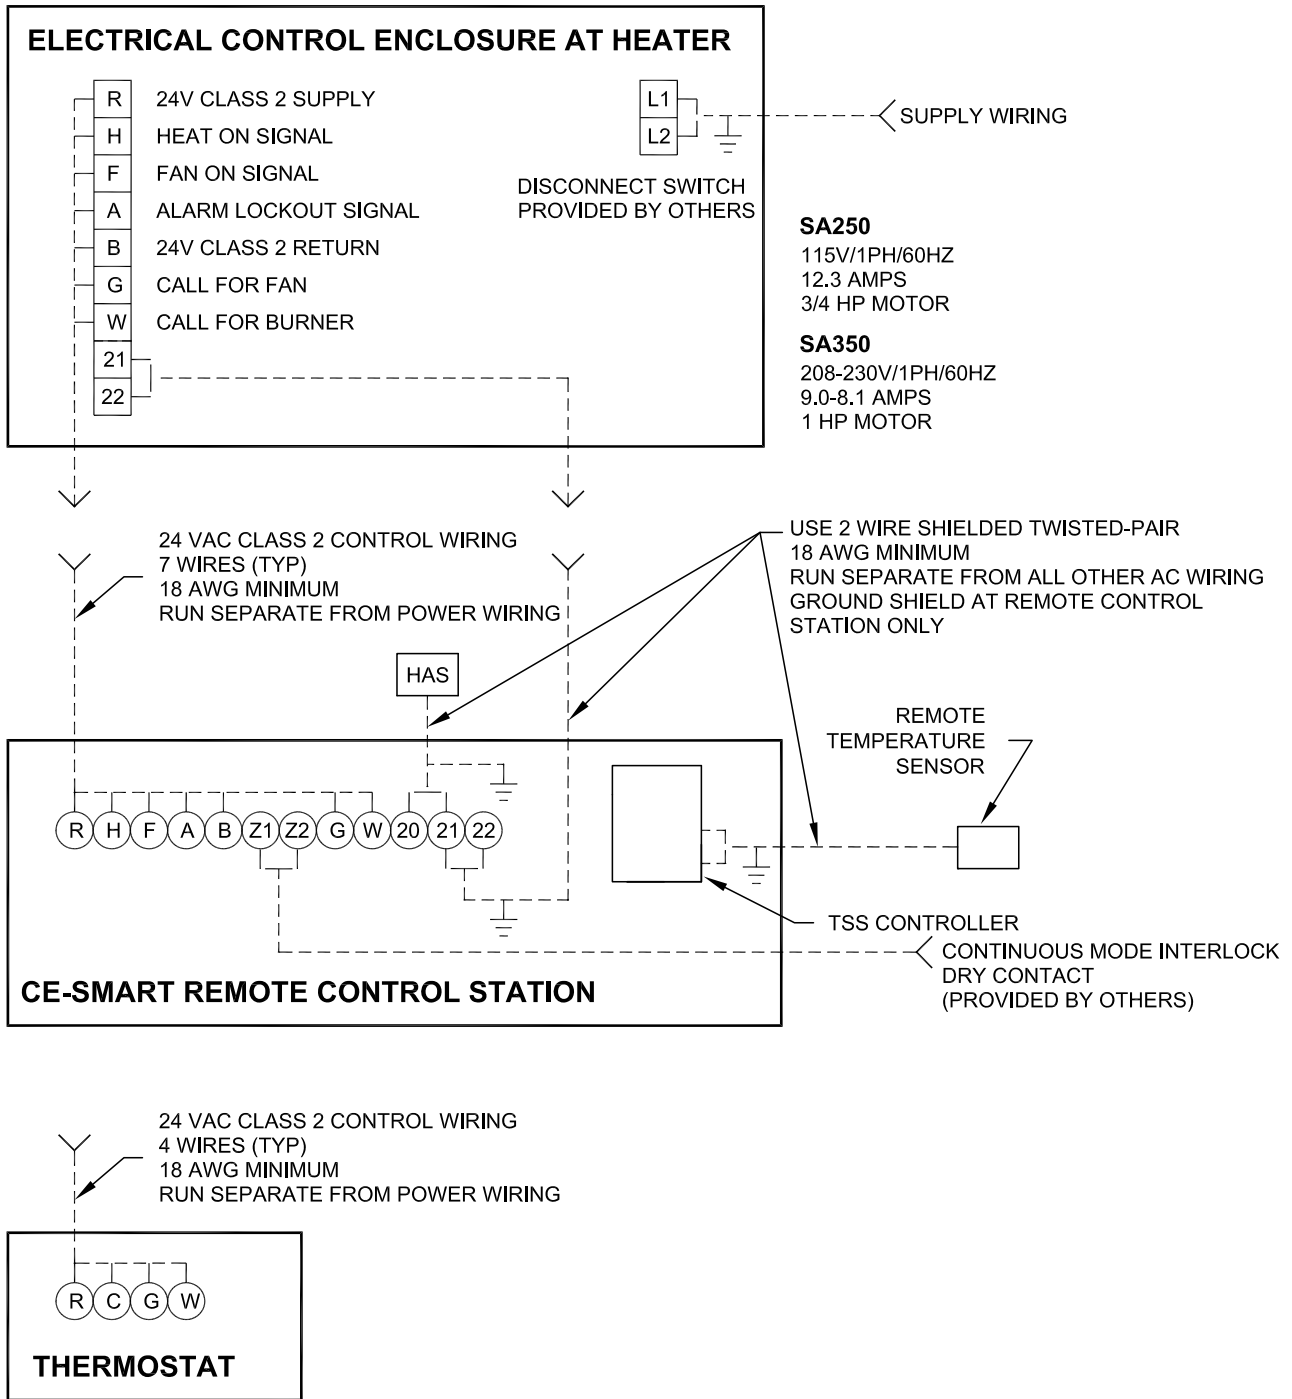 ELECTRICAL CONTROL ENCLOSURE AT HEATER
R 24V CLASS 2 SUPPLY
H HEAT ON SIGNAL
F FAN ON SIGNAL
A ALARM LOCKOUT SIGNAL
B 24V CLASS 2 RETURN
G CALL FOR FAN
W CALL FOR BURNER
21
22
L1
L2
SUPPLY WIRING
DISCONNECT SWITCH
PROVIDED BY OTHERS
SA250
115V/1PH/60HZ
12.3 AMPS
3/4 HP MOTOR
SA350
208-230V/1PH/60HZ
9.0-8.1 AMPS
1 HP MOTOR
24 VAC CLASS 2 CONTROL WIRING
7 WIRES (TYP)
18 AWG MINIMUM
RUN SEPARATE FROM POWER WIRING
USE 2 WIRE SHIELDED TWISTED-PAIR
18 AWG MINIMUM
RUN SEPARATE FROM ALL OTHER AC WIRING
GROUND SHIELD AT REMOTE CONTROL
STATION ONLY
HAS
REMOTE
TEMPERATURE
SENSOR
R H F A B Z1 Z2 G W 20 21 22
TSS CONTROLLER
CONTINUOUS MODE INTERLOCK
DRY CONTACT
(PROVIDED BY OTHERS)
CE-SMART REMOTE CONTROL STATION
24 VAC CLASS 2 CONTROL WIRING
4 WIRES (TYP)
18 AWG MINIMUM
RUN SEPARATE FROM POWER WIRING
R C G W
THERMOSTAT